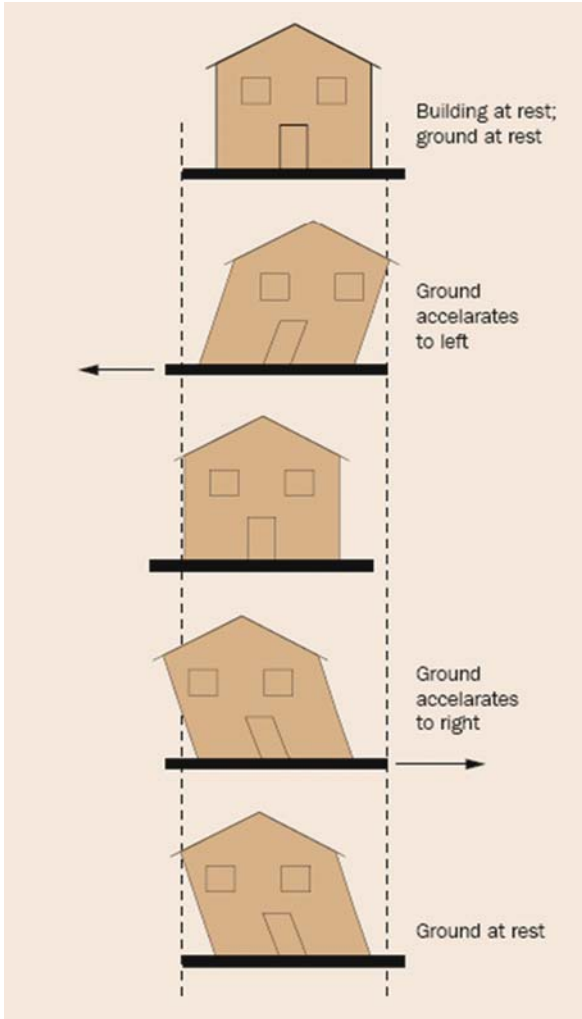 Building at rest;
ground at rest
Ground
accelarates
to left
Ground
accelarates
to right
Ground at rest